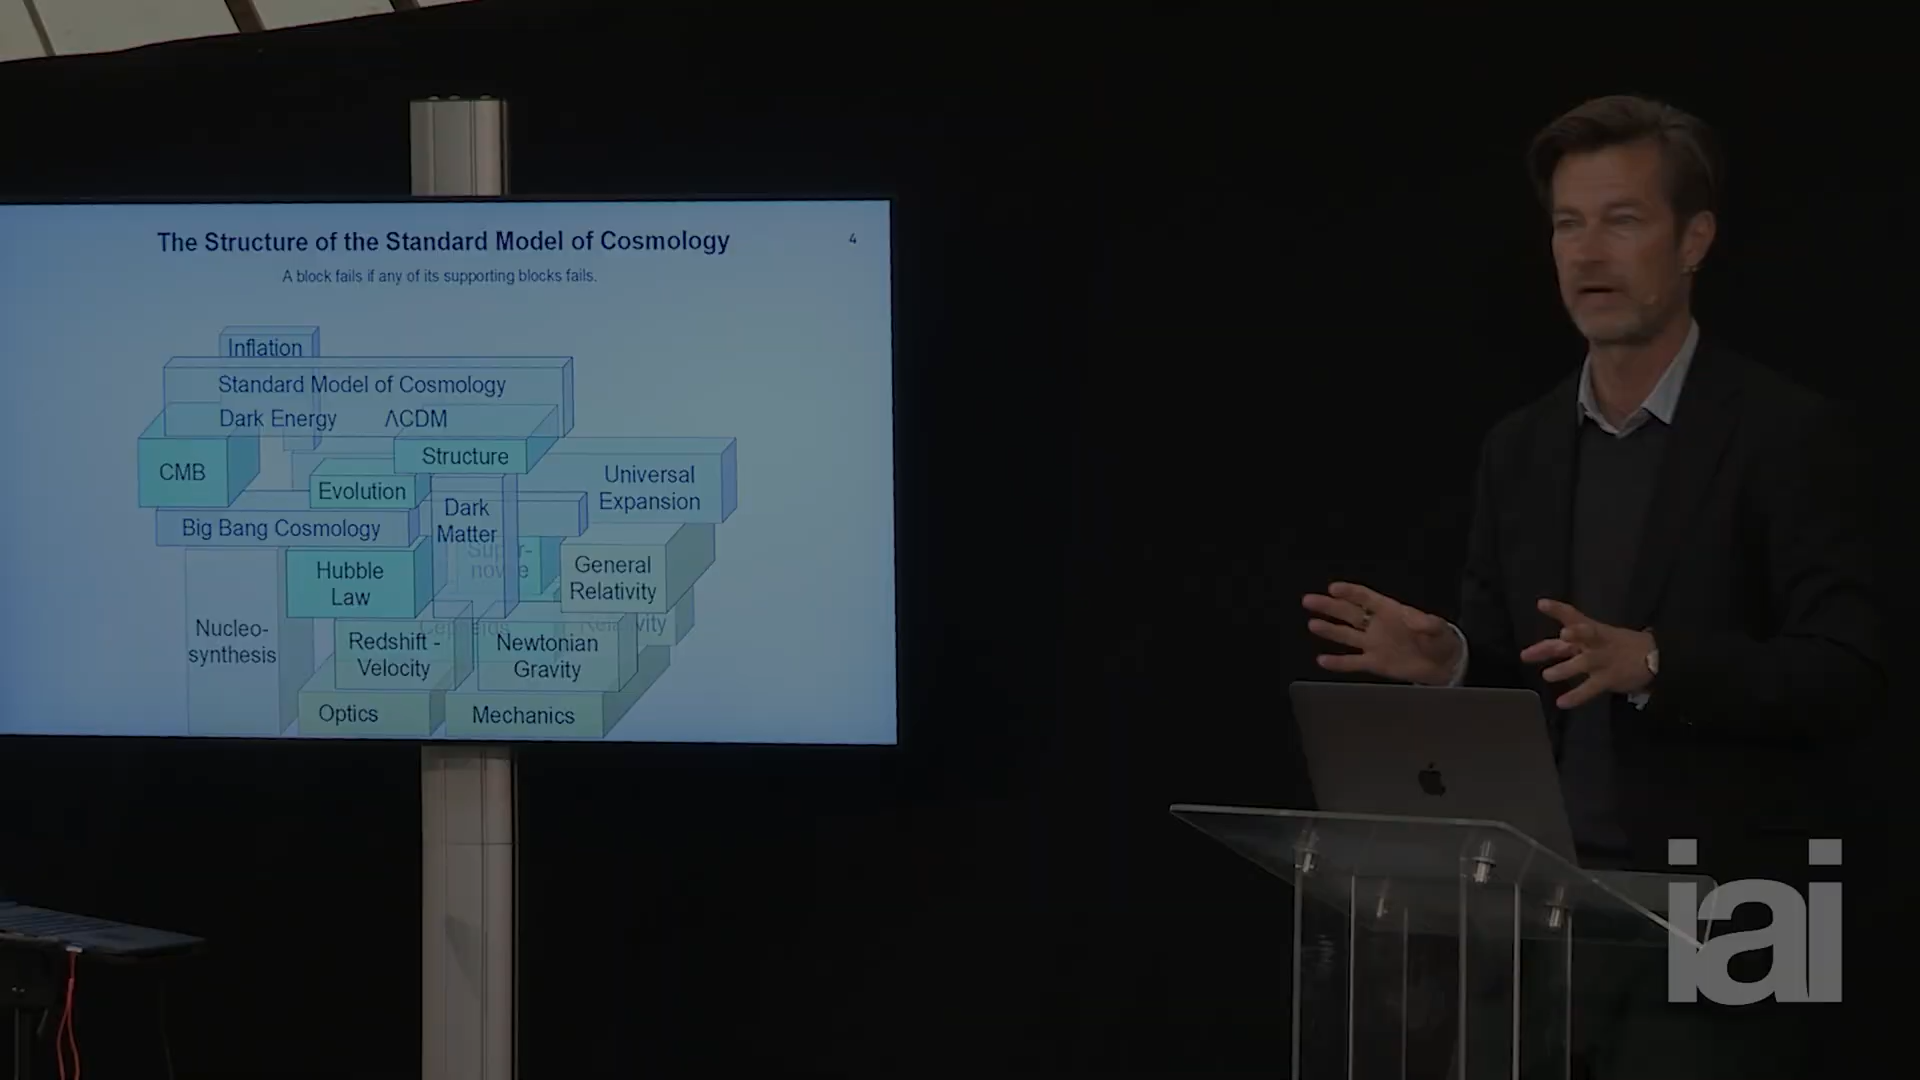 The Structure of the Standard Model of Cosmology
4
A block fails if any of its supporting blocks fails.
Inflation
Standard Model of Cosmology
Dark Energy ΛCDM
CMB
Structure
Evolution
Universal
Expansion
Dark
Matter
Big Bang Cosmology
Hubble
Law
General
Relativity
Nucleo-
synthesis
Redshift -
Velocity
Newtonian
Gravity
Optics
Mechanics
iai